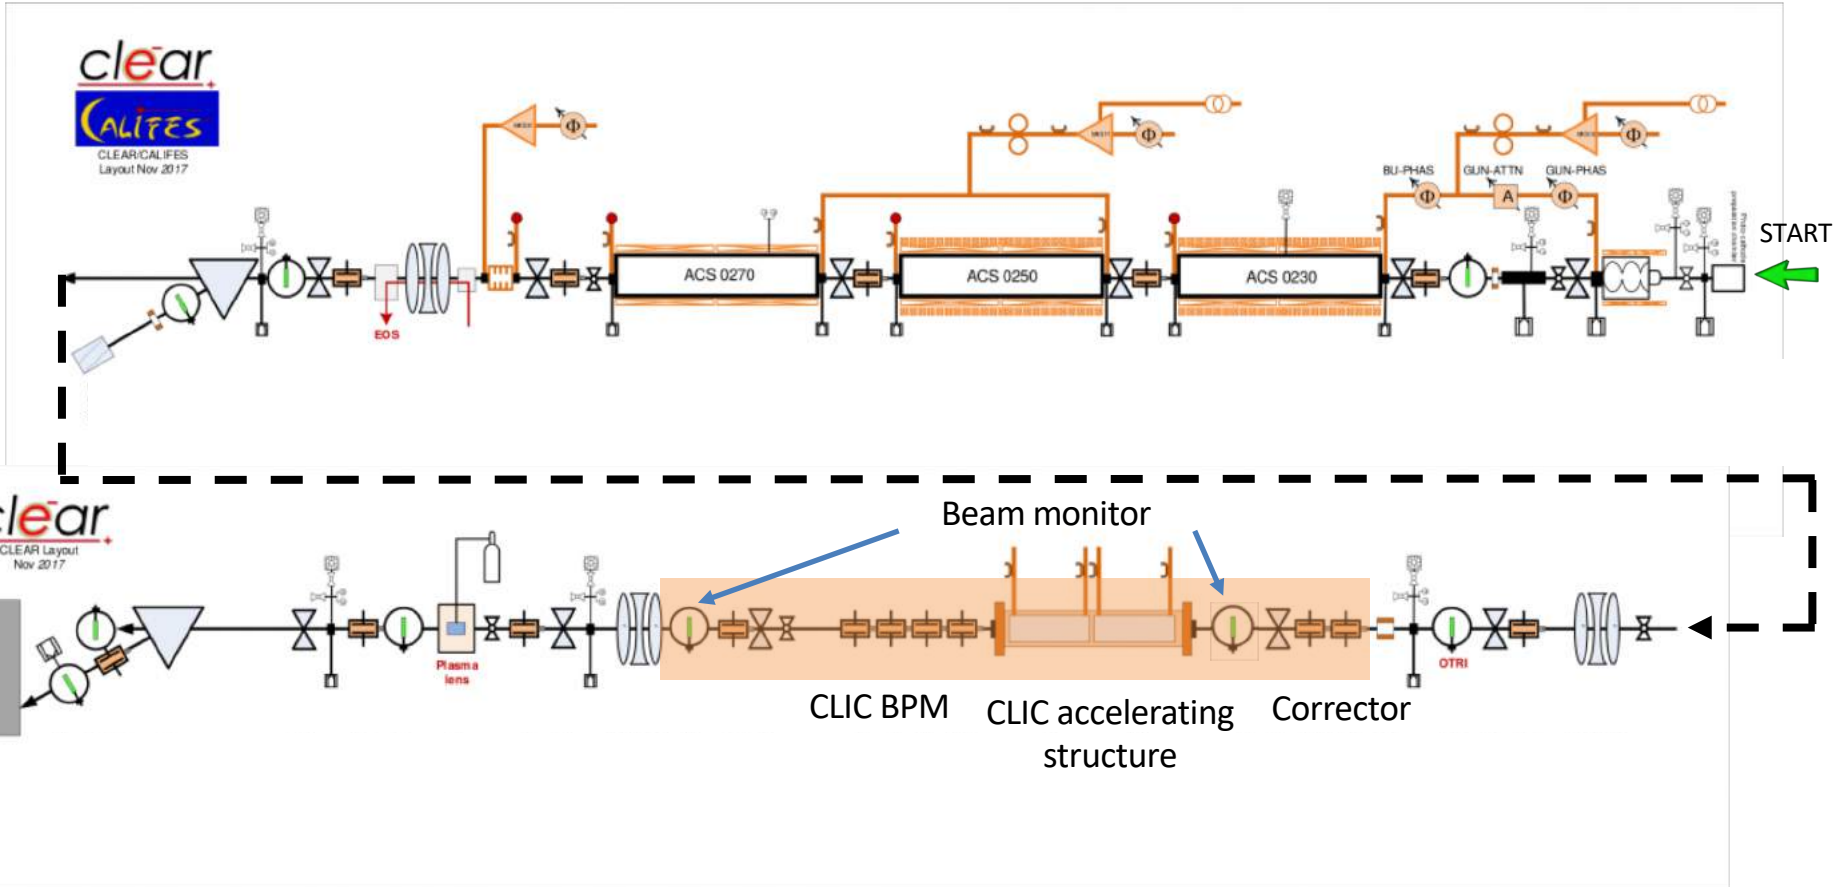 clear
CALIFES
CLEAR/CALIFES
Layout Nov 2017
BU-PHAS
GUN-ATTN
GUN-PHAS
Φ
Φ
Φ
Φ
A
Φ
START
ACS 0270
ACS 0250
ACS 0230
EOS
clear
CLEAR Layout
Nov 2017
Beam monitor
Plasma
lens
OTRI
CLIC BPM
CLIC accelerating
structure
Corrector